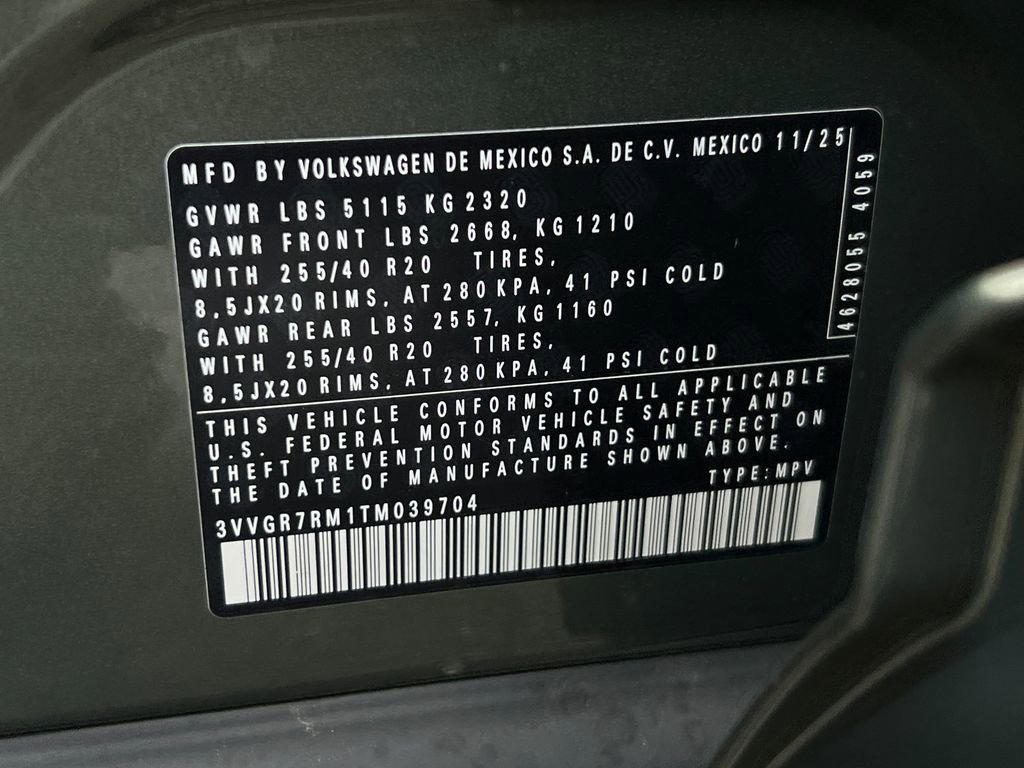 MFD BY VOLKSWAGEN DE MEXICO S.A. DE C.V. MEXICO 11/25
GVWR LBS 5115 KG 2320
GAWR FRONT LBS 2668, KG 1210
WITH 255/40 R20 TIRES,
8,5JX20 RIMS, AT 280 KPA, 41 PSI COLD
GAWR REAR LBS 2557, KG 1160
WITH 255/40 R20 TIRES,
8,5JX20 RIMS, AT 280 KPA, 41 PSI COLD
4628055 4059
THIS VEHICLE CONFORMS TO ALL APPLICABLE
U.S. FEDERAL MOTOR VEHICLE SAFETY AND
THEFT PREVENTION STANDARDS IN EFFECT ON
THE DATE OF MANUFACTURE SHOWN ABOVE.
TYPE: MPV
3VVGR7RM1TM039704